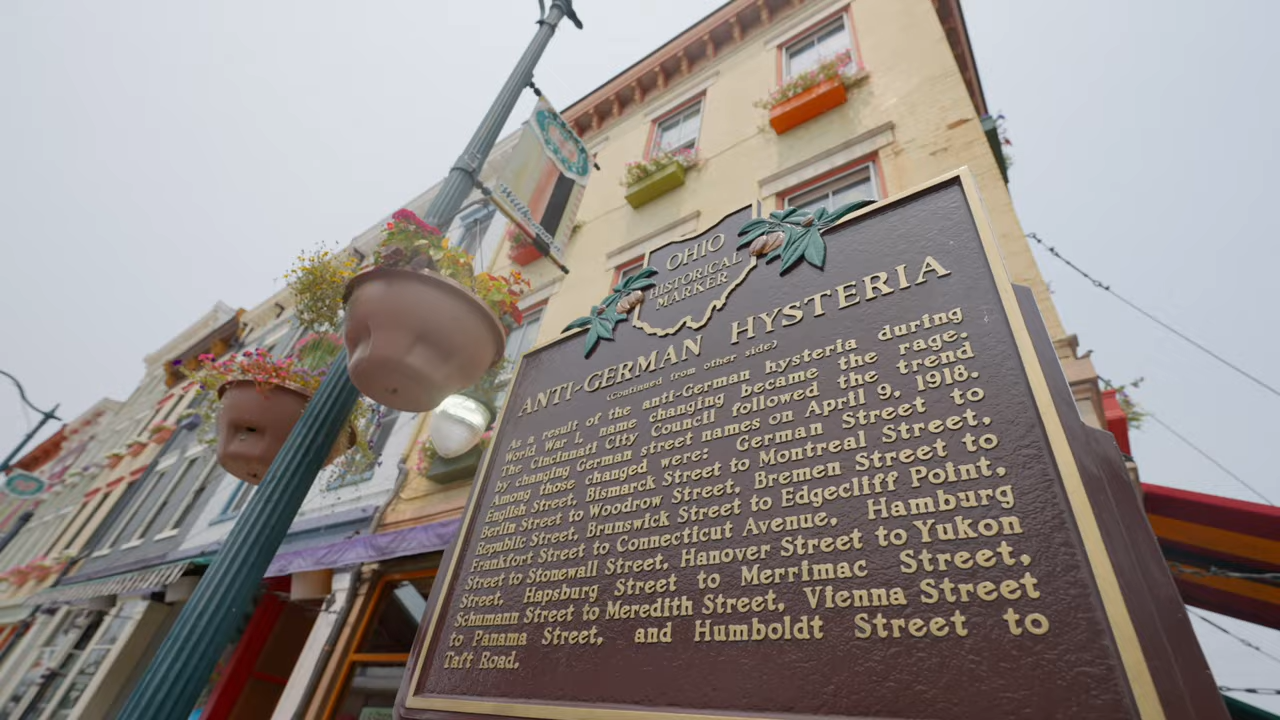 OHIO
HISTORICAL
MARKER
ANTI-GERMAN HYSTERIA
(Continued from other side)
As a result of the anti-German hysteria during
World War I, name changing became the rage.
The Cincinnati City Council followed the trend
by changing German street names on April 9, 1918.
Among those changed were: German Street to
English Street, Bismarck Street to Montreal Street,
Berlin Street to Woodrow Street, Bremen Street to
Republic Street, Brunswick Street to Edgecliff Point,
Frankfort Street to Connecticut Avenue, Hamburg
Street to Stonewall Street, Hanover Street to Yukon
Street, Hapsburg Street to Merrimac Street,
Schumann Street to Meredith Street, Vienna Street
to Panama Street, and Humboldt Street to
Taft Road.